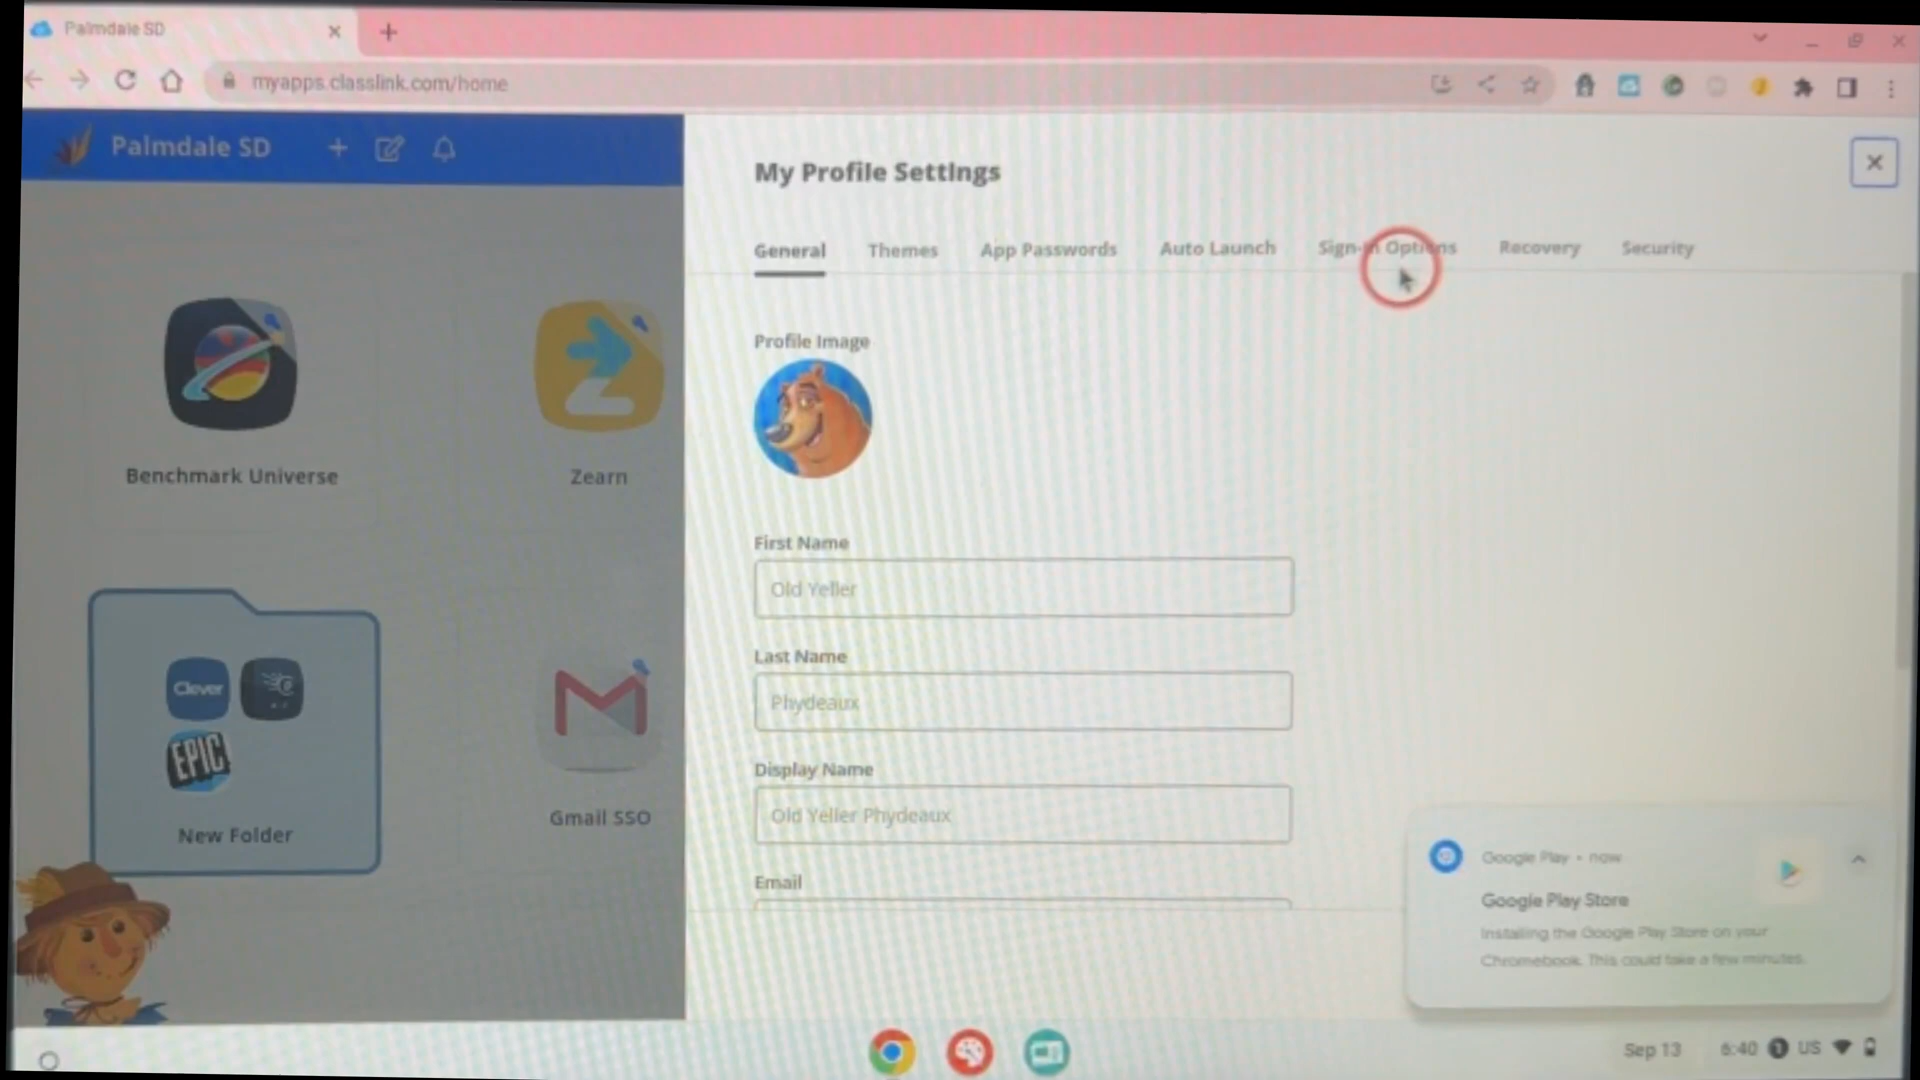 Palmdale SD
myapps.classlink.com/home
Palmdale SD
My Profile Settings
General Themes App Passwords Auto Launch Sign-in Options Recovery Security
Profile Image
Benchmark Universe
Zearn
First Name
Old Yeller
Last Name
Phydeaux
Display Name
Old Yeller Phydeaux
Email
Clever
EPIC
New Folder
Gmail SSO
Google Play • now
Google Play Store
Installing the Google Play Store on your
Chromebook. This could take a few minutes.
Sep 13 6:40 1 US